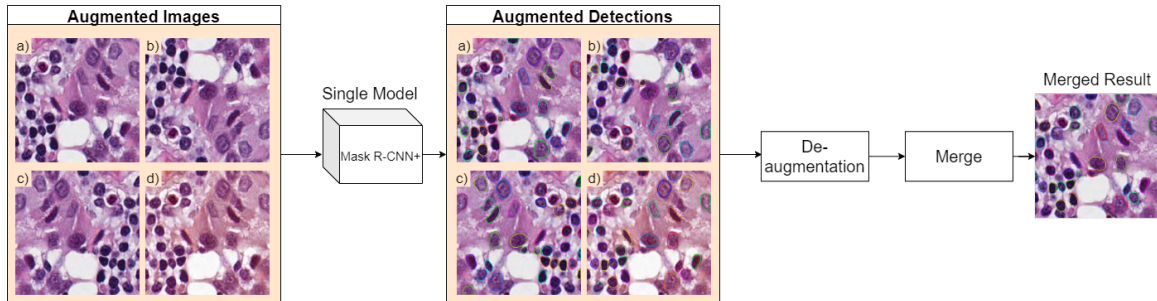 Augmented Images
a)
b)
c)
d)
Single Model
Mask R-CNN+
Augmented Detections
a)
b)
c)
d)
De-
augmentation
Merge
Merged Result